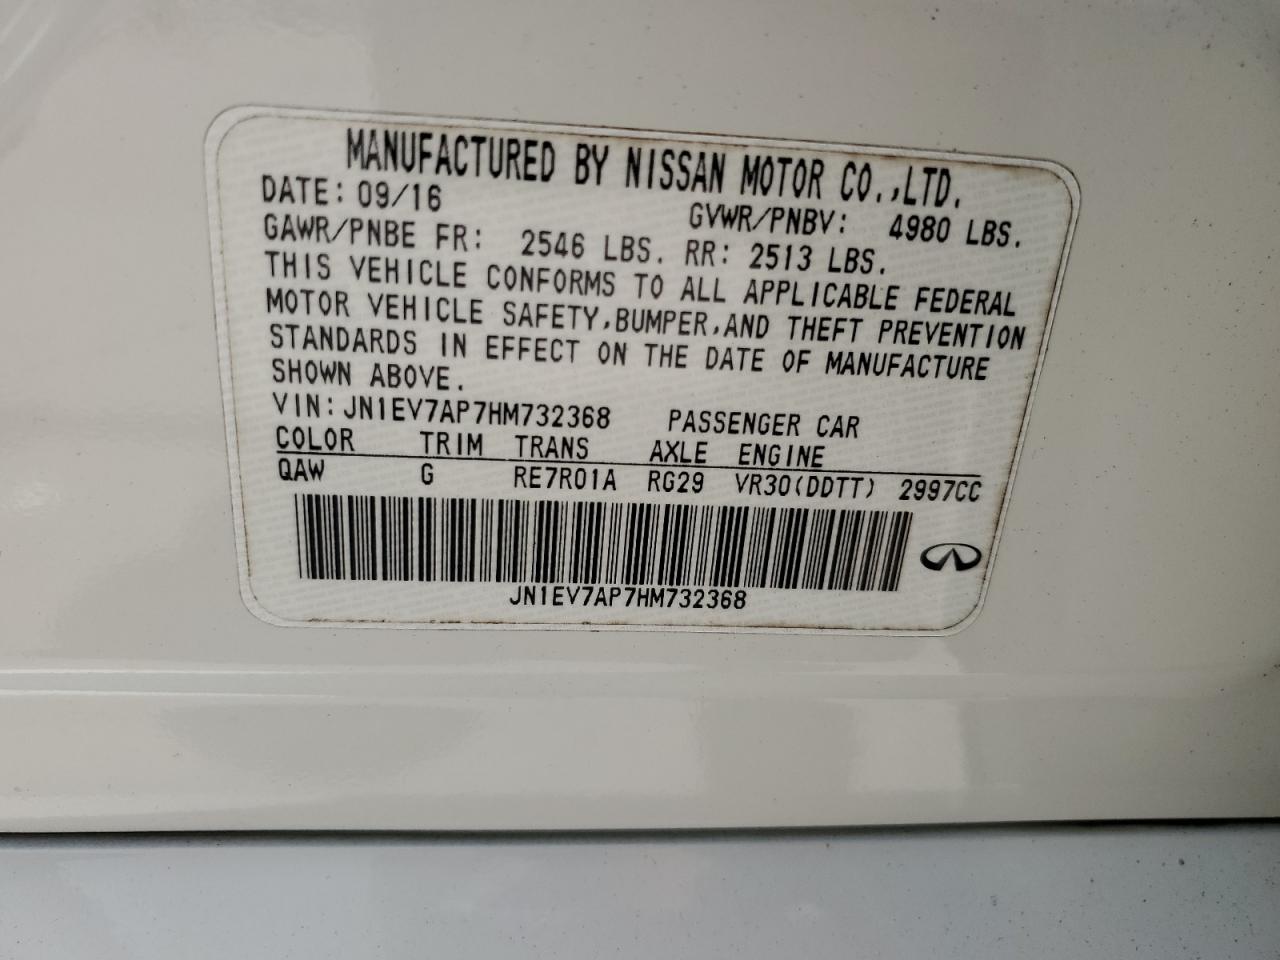 MANUFACTURED BY NISSAN MOTOR CO.,LTD.
DATE: 09/16 GVWR/PNBV: 4980 LBS.
GAWR/PNBE FR: 2546 LBS. RR: 2513 LBS.
THIS VEHICLE CONFORMS TO ALL APPLICABLE FEDERAL
MOTOR VEHICLE SAFETY,BUMPER,AND THEFT PREVENTION
STANDARDS IN EFFECT ON THE DATE OF MANUFACTURE
SHOWN ABOVE.
VIN:JN1EV7AP7HM732368 PASSENGER CAR
COLOR TRIM TRANS AXLE ENGINE
QAW G RE7R01A RG29 VR30(DDTT) 2997CC
JN1EV7AP7HM732368